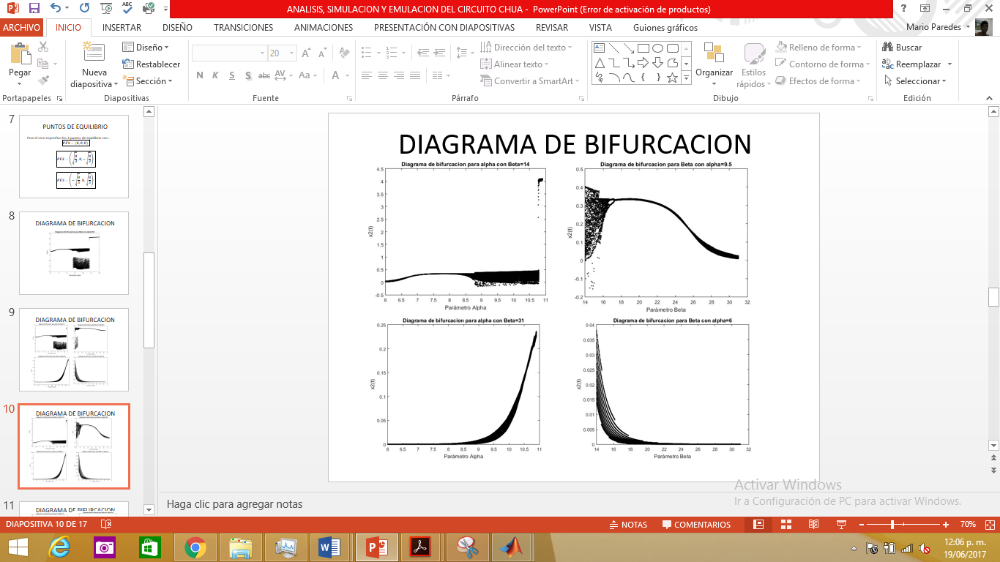 ANALISIS, SIMULACION Y EMULACION DEL CIRCUITO CHUA - PowerPoint (Error de activación de productos)
ARCHIVO INICIO INSERTAR DISEÑO TRANSICIONES ANIMACIONES PRESENTACIÓN CON DIAPOSITIVAS REVISAR VISTA Guiones gráficos Mario Paredes
Pegar
Portapapeles
Nueva diapositiva
Diseño
Restablecer
Sección
Diapositivas
20
N K S S abc AV Aa A
Fuente
Dirección del texto
Alinear texto
Convertir a SmartArt
Párrafo
Organizar
Estilos rápidos
Relleno de forma
Contorno de forma
Efectos de forma
Dibujo
Buscar
Reemplazar
Seleccionar
Edición
7
PUNTOS DE EQUILIBRIO
Para el caso específico los 3 puntos de equilibrio son :
8
DIAGRAMA DE BIFURCACION
9
DIAGRAMA DE BIFURCACION
10
DIAGRAMA DE BIFURCACION
11
DIAGRAMA DE BIFURCACION
DIAGRAMA DE BIFURCACION
Diagrama de bifurcacion para alpha con Beta=14
x2(t)
4.5
4
3.5
3
2.5
2
1.5
1
0.5
0
-0.5
6 6.5 7 7.5 8 8.5 9 9.5 10 10.5 11
Parámetro Alpha
Diagrama de bifurcacion para Beta con alpha=9.5
x2(t)
0.5
0.4
0.3
0.2
0.1
0
-0.1
-0.2
14 16 18 20 22 24 26 28 30 32
Parámetro Beta
Diagrama de bifurcacion para alpha con Beta=31
x2(t)
0.25
0.2
0.15
0.1
0.05
0
6 6.5 7 7.5 8 8.5 9 9.5 10 10.5 11
Parámetro Alpha
Diagrama de bifurcacion para Beta con alpha=6
x2(t)
0.04
0.035
0.03
0.025
0.02
0.015
0.01
0.005
0
14 16 18 20 22 24 26 28 30 32
Parámetro Beta
Activar Windows
Ir a Configuración de PC para activar Windows.
Haga clic para agregar notas
DIAPOSITIVA 10 DE 17 NOTAS COMENTARIOS 70%
12:06 p. m.
19/06/2017